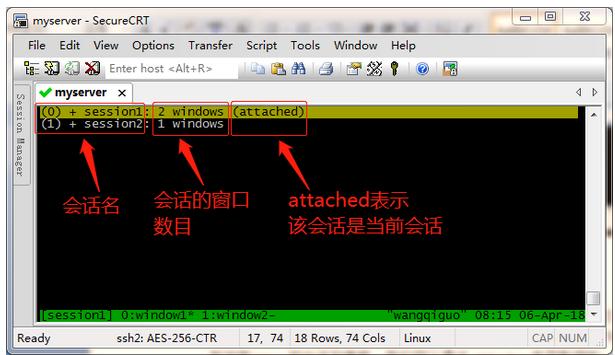 myserver - SecureCRT
File Edit View Options Transfer Script Tools Window Help
Enter host <Alt+R>
myserver
Session Manager
(0) + session1: 2 windows (attached)
(1) + session2: 1 windows
会话名
会话的窗口
数目
attached表示
该会话是当前会话
[session1] 0:window1* 1:window2- "wangqiguo" 08:15 06-Apr-18
Ready ssh2: AES-256-CTR 17, 74 18 Rows, 74 Cols Linux CAP NUM